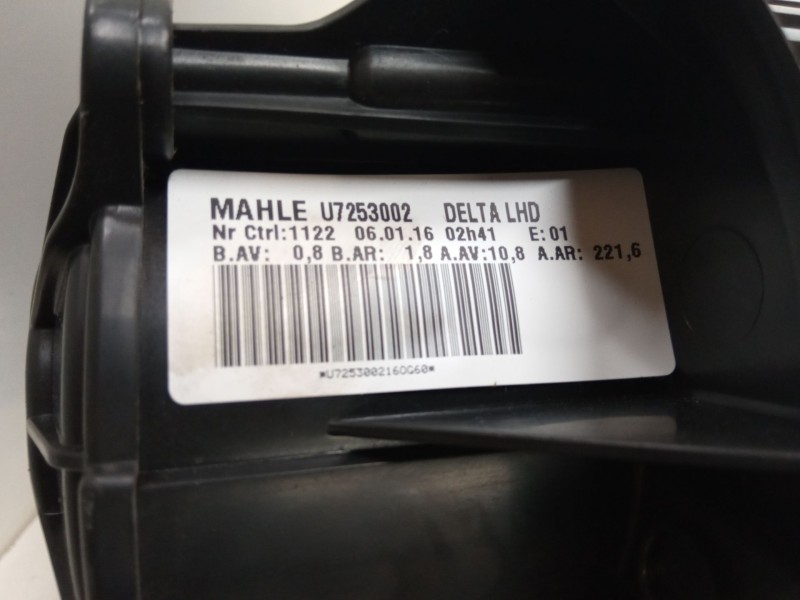 MAHLE U7253002 DELTA LHD
Nr Ctrl:1122 06.01.16 02h41 E:01
B.AV: 0,8 B.AR: 1,8 A.AV:10,8 A.AR: 221,6
*U725300216OG60*